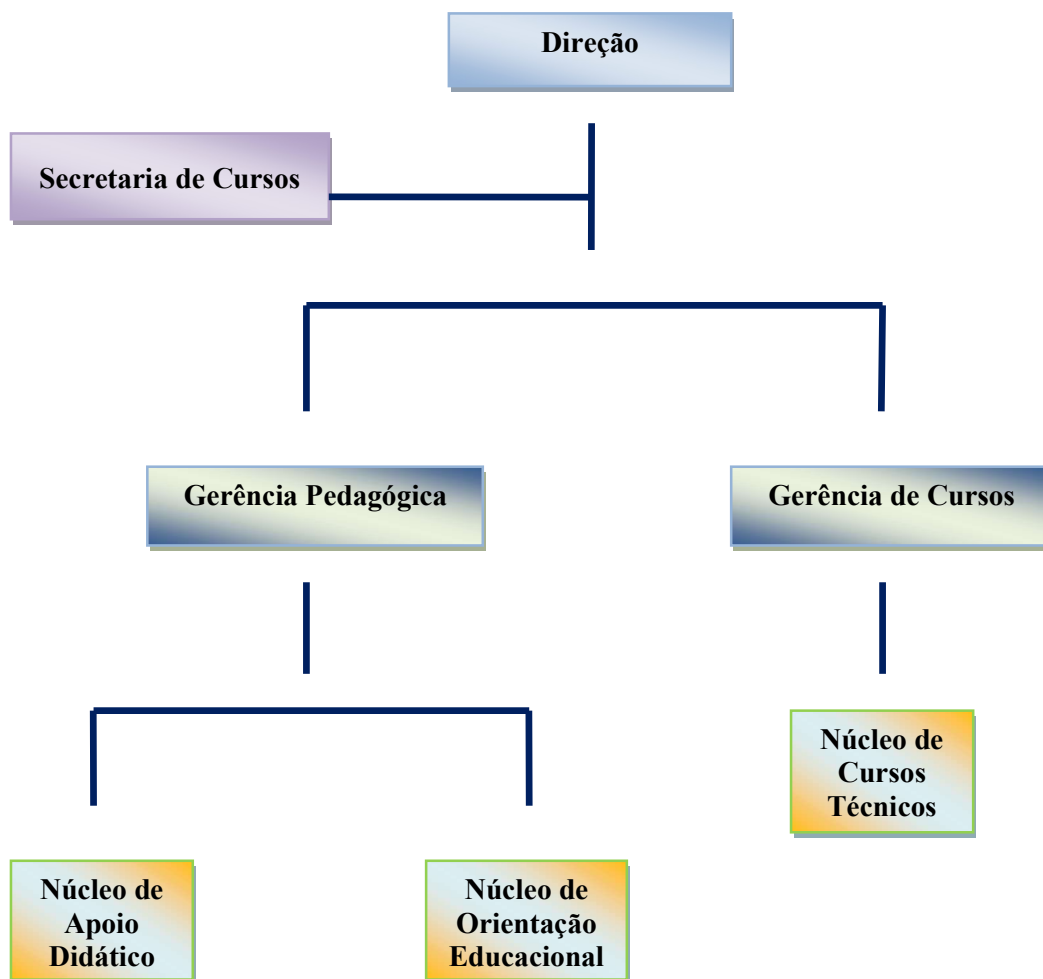 Direção
Secretaria de Cursos
Gerência Pedagógica
Gerência de Cursos
Núcleo de
Cursos
Técnicos
Núcleo de
Apoio
Didático
Núcleo de
Orientação
Educacional